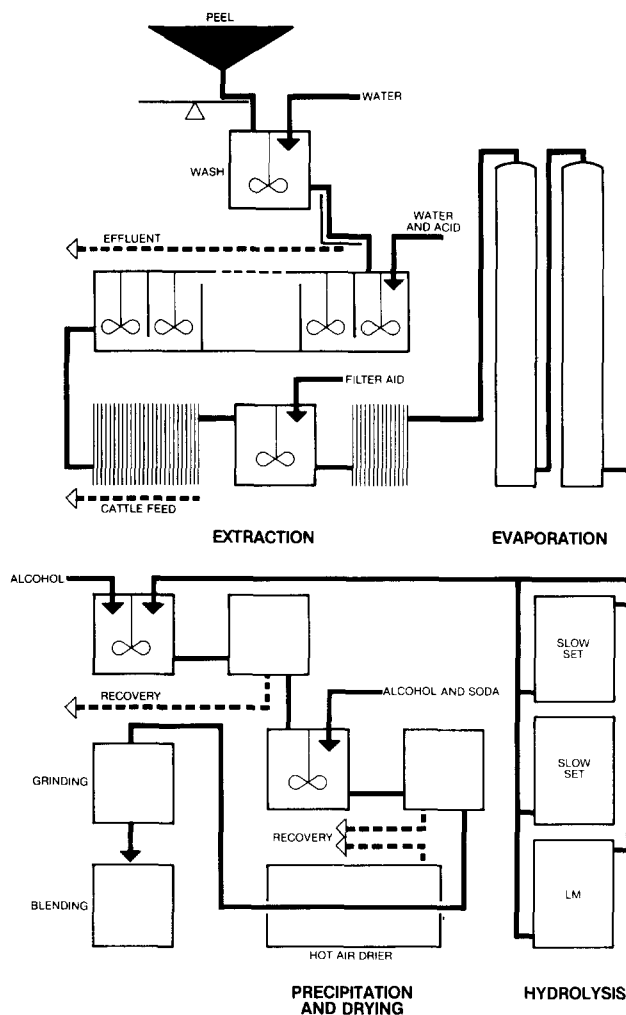 PEEL
WATER
WASH
WATER
AND ACID
EFFLUENT
FILTER AID
CATTLE FEED
EXTRACTION
EVAPORATION
ALCOHOL
SLOW
SET
RECOVERY
ALCOHOL AND SODA
GRINDING
SLOW
SET
RECOVERY
BLENDING
LM
HOT AIR DRIER
PRECIPITATION
AND DRYING
HYDROLYSIS